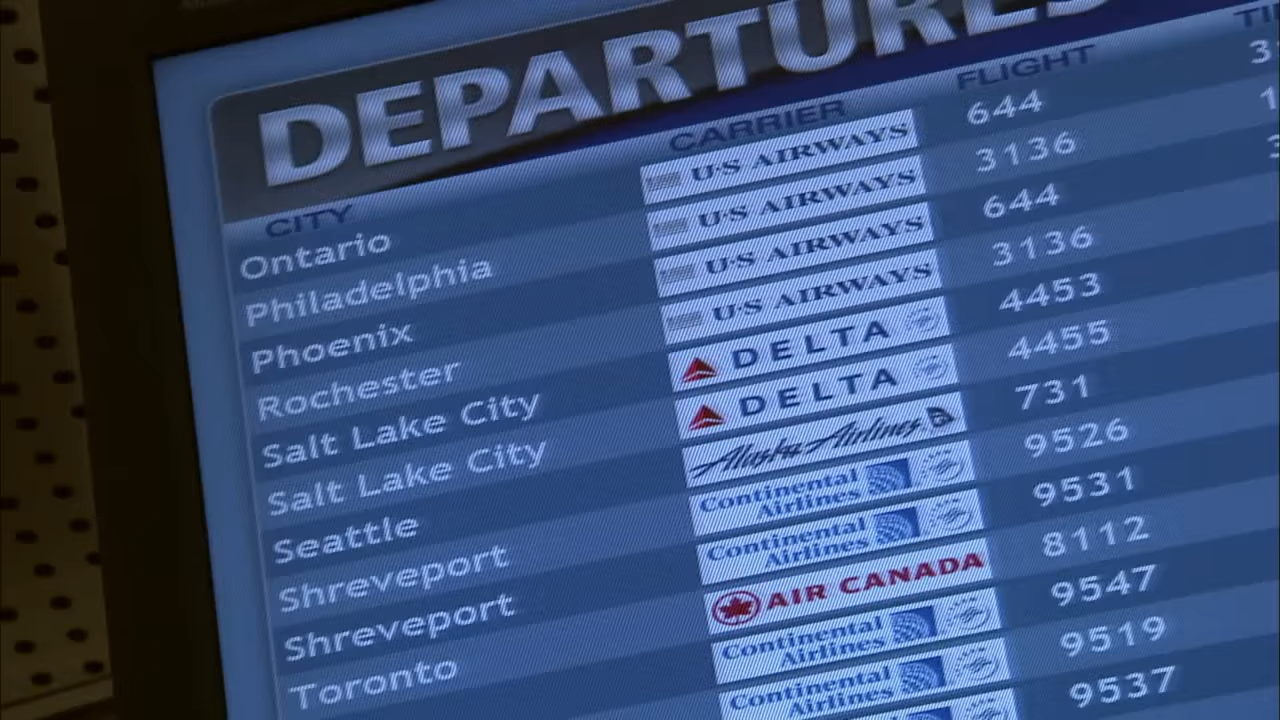 DEPARTURES
CITY CARRIER FLIGHT
Ontario U·S AIRWAYS 644
Philadelphia U·S AIRWAYS 3136
Phoenix U·S AIRWAYS 644
Rochester U·S AIRWAYS 3136
Salt Lake City DELTA 4453
Salt Lake City DELTA 4455
Seattle Alaska Airlines 731
Shreveport Continental Airlines 9526
Shreveport Continental Airlines 9531
Toronto AIR CANADA 8112
Continental Airlines 9547
Continental Airlines 9519
9537